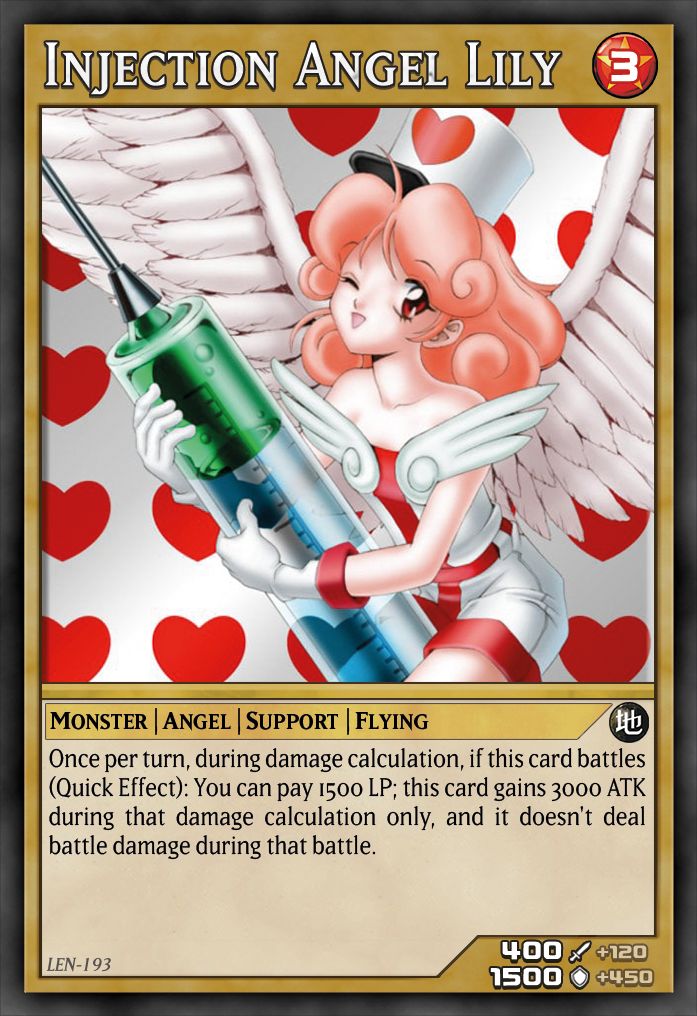 Injection Angel Lily
3
Monster | Angel | Support | Flying
Once per turn, during damage calculation, if this card battles
(Quick Effect): You can pay 1500 LP; this card gains 3000 ATK
during that damage calculation only, and it doesn't deal
battle damage during that battle.
LEN-193
400 +120
1500 +450